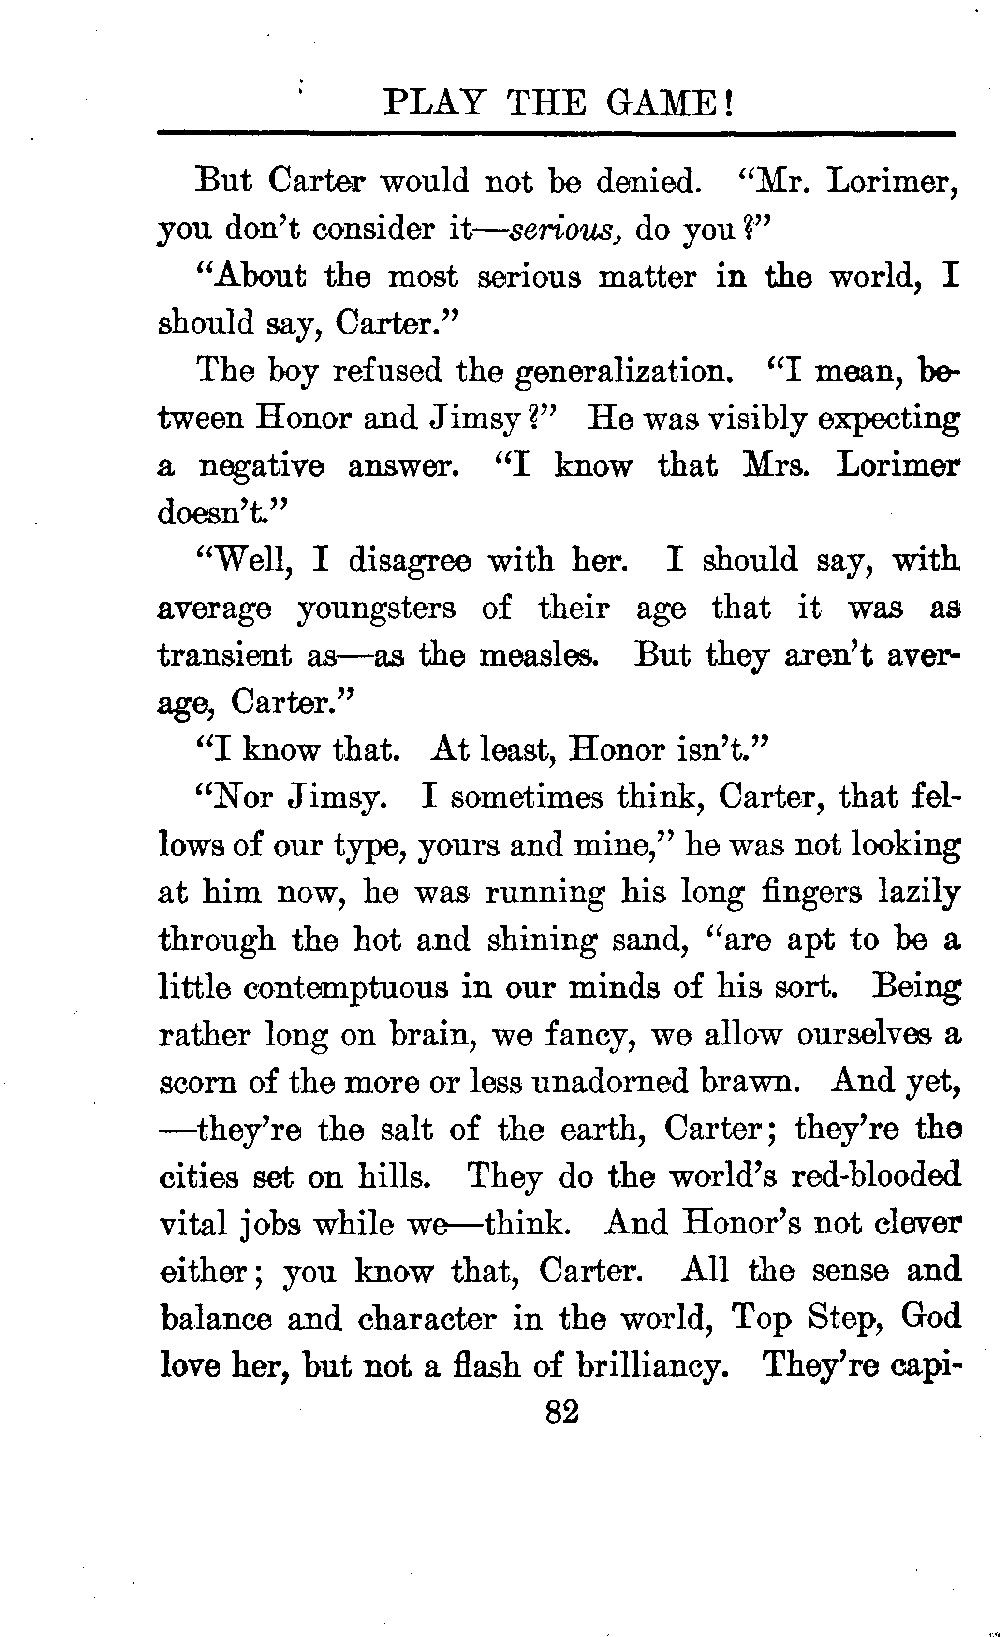 PLAY THE GAME!
But Carter would not be denied. “Mr. Lorimer,
you don’t consider it—serious, do you?”
“About the most serious matter in the world, I
should say, Carter.”
The boy refused the generalization. “I mean, be-
tween Honor and Jimsy?” He was visibly expecting
a negative answer. “I know that Mrs. Lorimer
doesn’t.”
“Well, I disagree with her. I should say, with
average youngsters of their age that it was as
transient as—as the measles. But they aren’t aver-
age, Carter.”
“I know that. At least, Honor isn’t.”
“Nor Jimsy. I sometimes think, Carter, that fel-
lows of our type, yours and mine,” he was not looking
at him now, he was running his long fingers lazily
through the hot and shining sand, “are apt to be a
little contemptuous in our minds of his sort. Being
rather long on brain, we fancy, we allow ourselves a
scorn of the more or less unadorned brawn. And yet,
—they’re the salt of the earth, Carter; they’re the
cities set on hills. They do the world’s red-blooded
vital jobs while we—think. And Honor’s not clever
either; you know that, Carter. All the sense and
balance and character in the world, Top Step, God
love her, but not a flash of brilliancy. They’re capi-
82